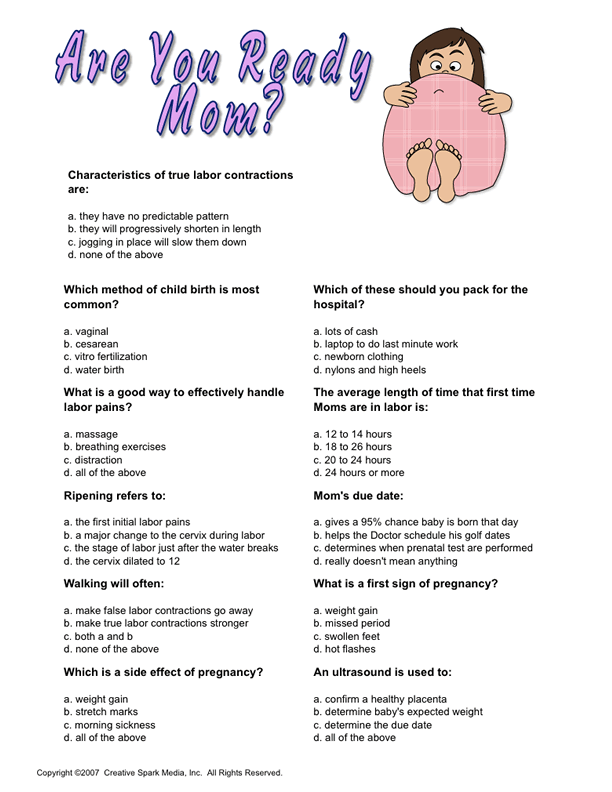 Are You Ready
Mom?
Characteristics of true labor contractions
are:
a. they have no predictable pattern
b. they will progressively shorten in length
c. jogging in place will slow them down
d. none of the above
Which method of child birth is most
common?
a. vaginal
b. cesarean
c. vitro fertilization
d. water birth
What is a good way to effectively handle
labor pains?
a. massage
b. breathing exercises
c. distraction
d. all of the above
Ripening refers to:
a. the first initial labor pains
b. a major change to the cervix during labor
c. the stage of labor just after the water breaks
d. the cervix dilated to 12
Walking will often:
a. make false labor contractions go away
b. make true labor contractions stronger
c. both a and b
d. none of the above
Which is a side effect of pregnancy?
a. weight gain
b. stretch marks
c. morning sickness
d. all of the above
Which of these should you pack for the
hospital?
a. lots of cash
b. laptop to do last minute work
c. newborn clothing
d. nylons and high heels
The average length of time that first time
Moms are in labor is:
a. 12 to 14 hours
b. 18 to 26 hours
c. 20 to 24 hours
d. 24 hours or more
Mom's due date:
a. gives a 95% chance baby is born that day
b. helps the Doctor schedule his golf dates
c. determines when prenatal test are performed
d. really doesn't mean anything
What is a first sign of pregnancy?
a. weight gain
b. missed period
c. swollen feet
d. hot flashes
An ultrasound is used to:
a. confirm a healthy placenta
b. determine baby's expected weight
c. determine the due date
d. all of the above
Copyright ©2007 Creative Spark Media, Inc. All Rights Reserved.